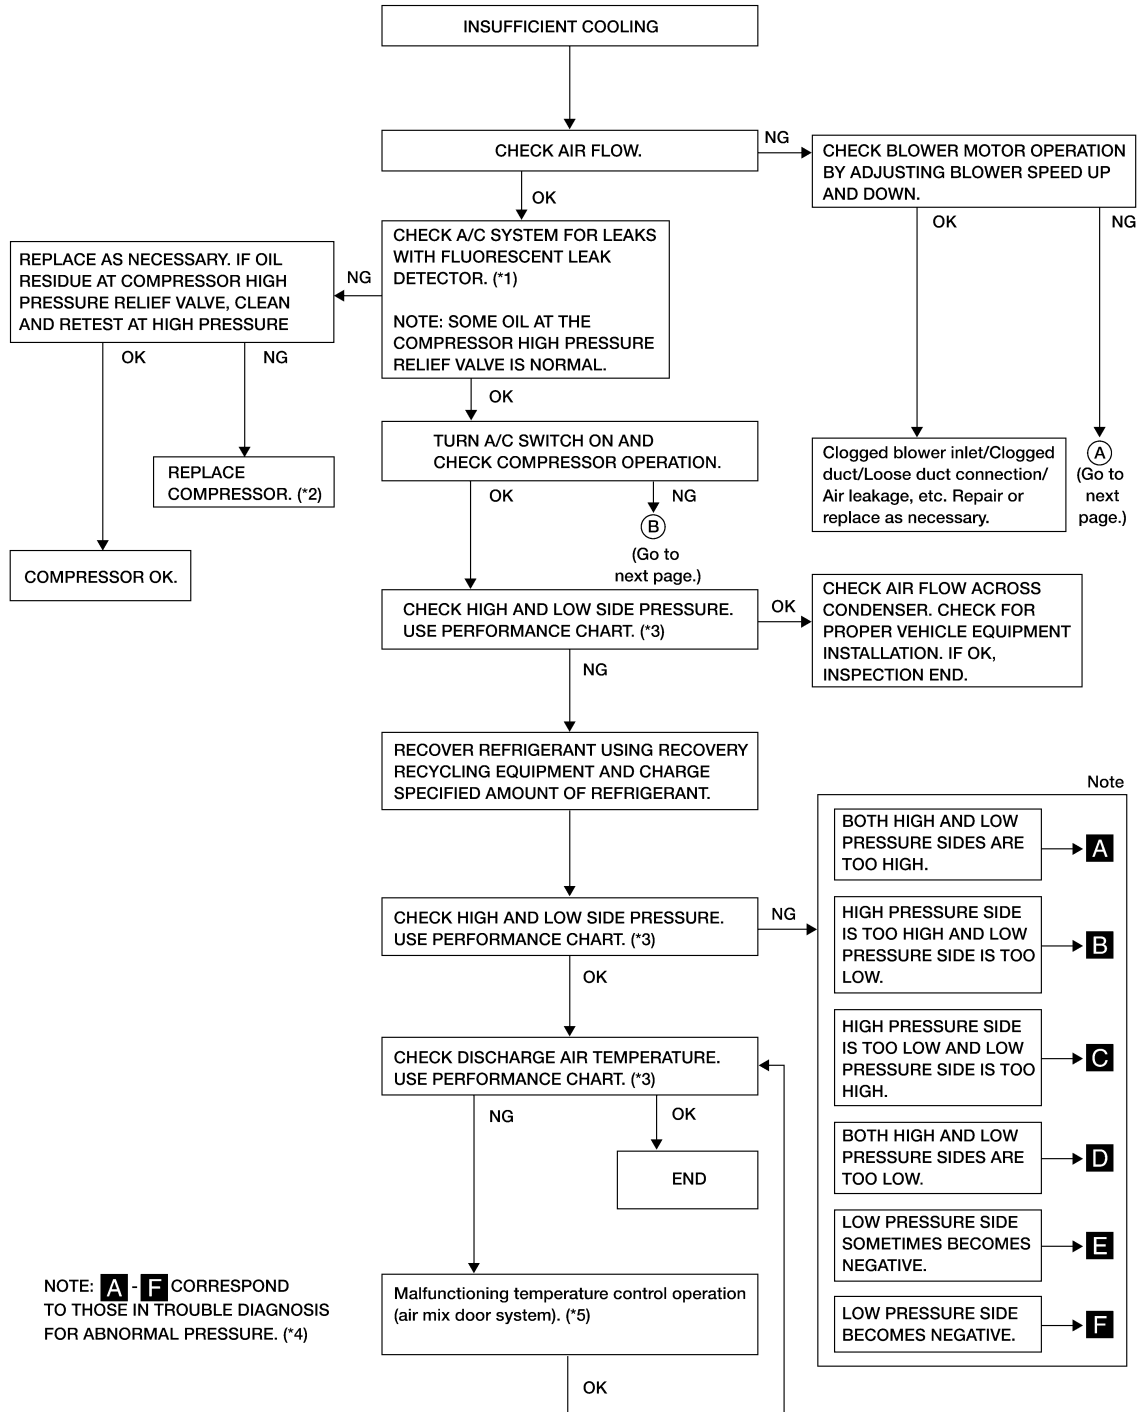 INSUFFICIENT COOLING
CHECK AIR FLOW.
NG
CHECK BLOWER MOTOR OPERATION
BY ADJUSTING BLOWER SPEED UP
AND DOWN.
OK
OK
NG
CHECK A/C SYSTEM FOR LEAKS
WITH FLUORESCENT LEAK
DETECTOR. (*1)
NOTE: SOME OIL AT THE
COMPRESSOR HIGH PRESSURE
RELIEF VALVE IS NORMAL.
NG
REPLACE AS NECESSARY. IF OIL
RESIDUE AT COMPRESSOR HIGH
PRESSURE RELIEF VALVE, CLEAN
AND RETEST AT HIGH PRESSURE
OK
NG
REPLACE
COMPRESSOR. (*2)
COMPRESSOR OK.
OK
TURN A/C SWITCH ON AND
CHECK COMPRESSOR OPERATION.
OK
NG
B
(Go to
next page.)
Clogged blower inlet/Clogged
duct/Loose duct connection/
Air leakage, etc. Repair or
replace as necessary.
A
(Go to
next
page.)
CHECK HIGH AND LOW SIDE PRESSURE.
USE PERFORMANCE CHART. (*3)
OK
CHECK AIR FLOW ACROSS
CONDENSER. CHECK FOR
PROPER VEHICLE EQUIPMENT
INSTALLATION. IF OK,
INSPECTION END.
NG
RECOVER REFRIGERANT USING RECOVERY
RECYCLING EQUIPMENT AND CHARGE
SPECIFIED AMOUNT OF REFRIGERANT.
CHECK HIGH AND LOW SIDE PRESSURE.
USE PERFORMANCE CHART. (*3)
NG
OK
Note
BOTH HIGH AND LOW
PRESSURE SIDES ARE
TOO HIGH.
A
HIGH PRESSURE SIDE
IS TOO HIGH AND LOW
PRESSURE SIDE IS TOO
LOW.
B
HIGH PRESSURE SIDE
IS TOO LOW AND LOW
PRESSURE SIDE IS TOO
HIGH.
C
BOTH HIGH AND LOW
PRESSURE SIDES ARE
TOO LOW.
D
LOW PRESSURE SIDE
SOMETIMES BECOMES
NEGATIVE.
E
LOW PRESSURE SIDE
BECOMES NEGATIVE.
F
CHECK DISCHARGE AIR TEMPERATURE.
USE PERFORMANCE CHART. (*3)
NG
OK
END
Malfunctioning temperature control operation
(air mix door system). (*5)
OK
NOTE: A - F CORRESPOND
TO THOSE IN TROUBLE DIAGNOSIS
FOR ABNORMAL PRESSURE. (*4)